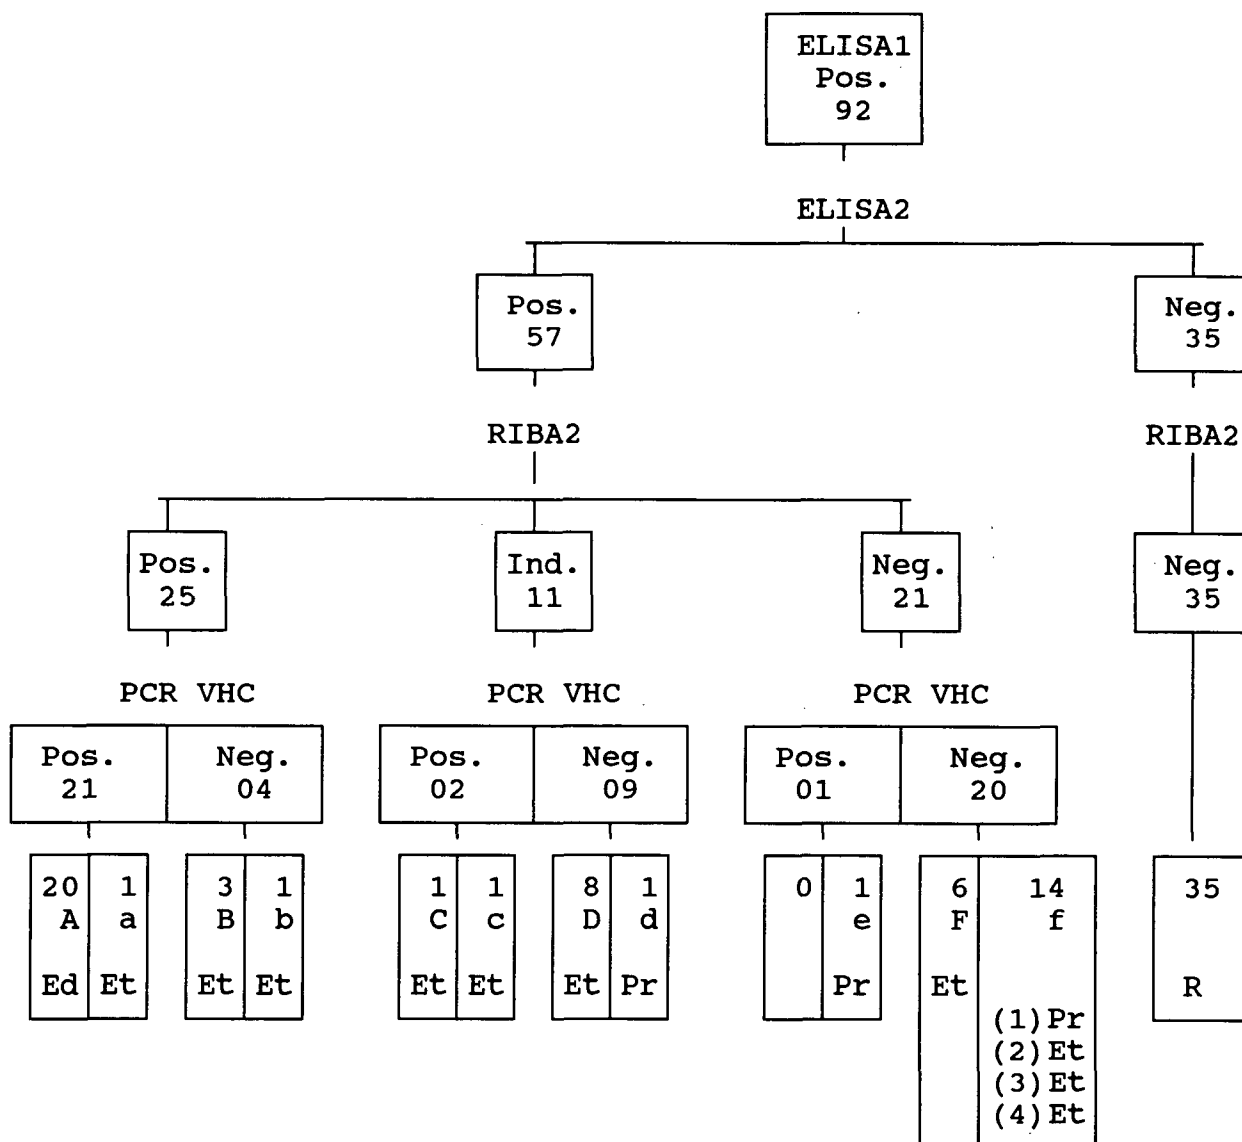 ELISA1
Pos.
92
ELISA2
Pos. Neg.
57 35
RIBA2 RIBA2
Pos. Ind. Neg. Neg.
25 11 21 35
PCR VHC PCR VHC PCR VHC
Pos. Neg. Pos. Neg. Pos. Neg.
21 04 02 09 01 20
20 1 3 1 1 1 8 1 0 1 6 14 35
A a B b C c D d e F f
Ed Et Et Et Et Et Et Pr Pr Et R
(1)Pr
(2)Et
(3)Et
(4)Et